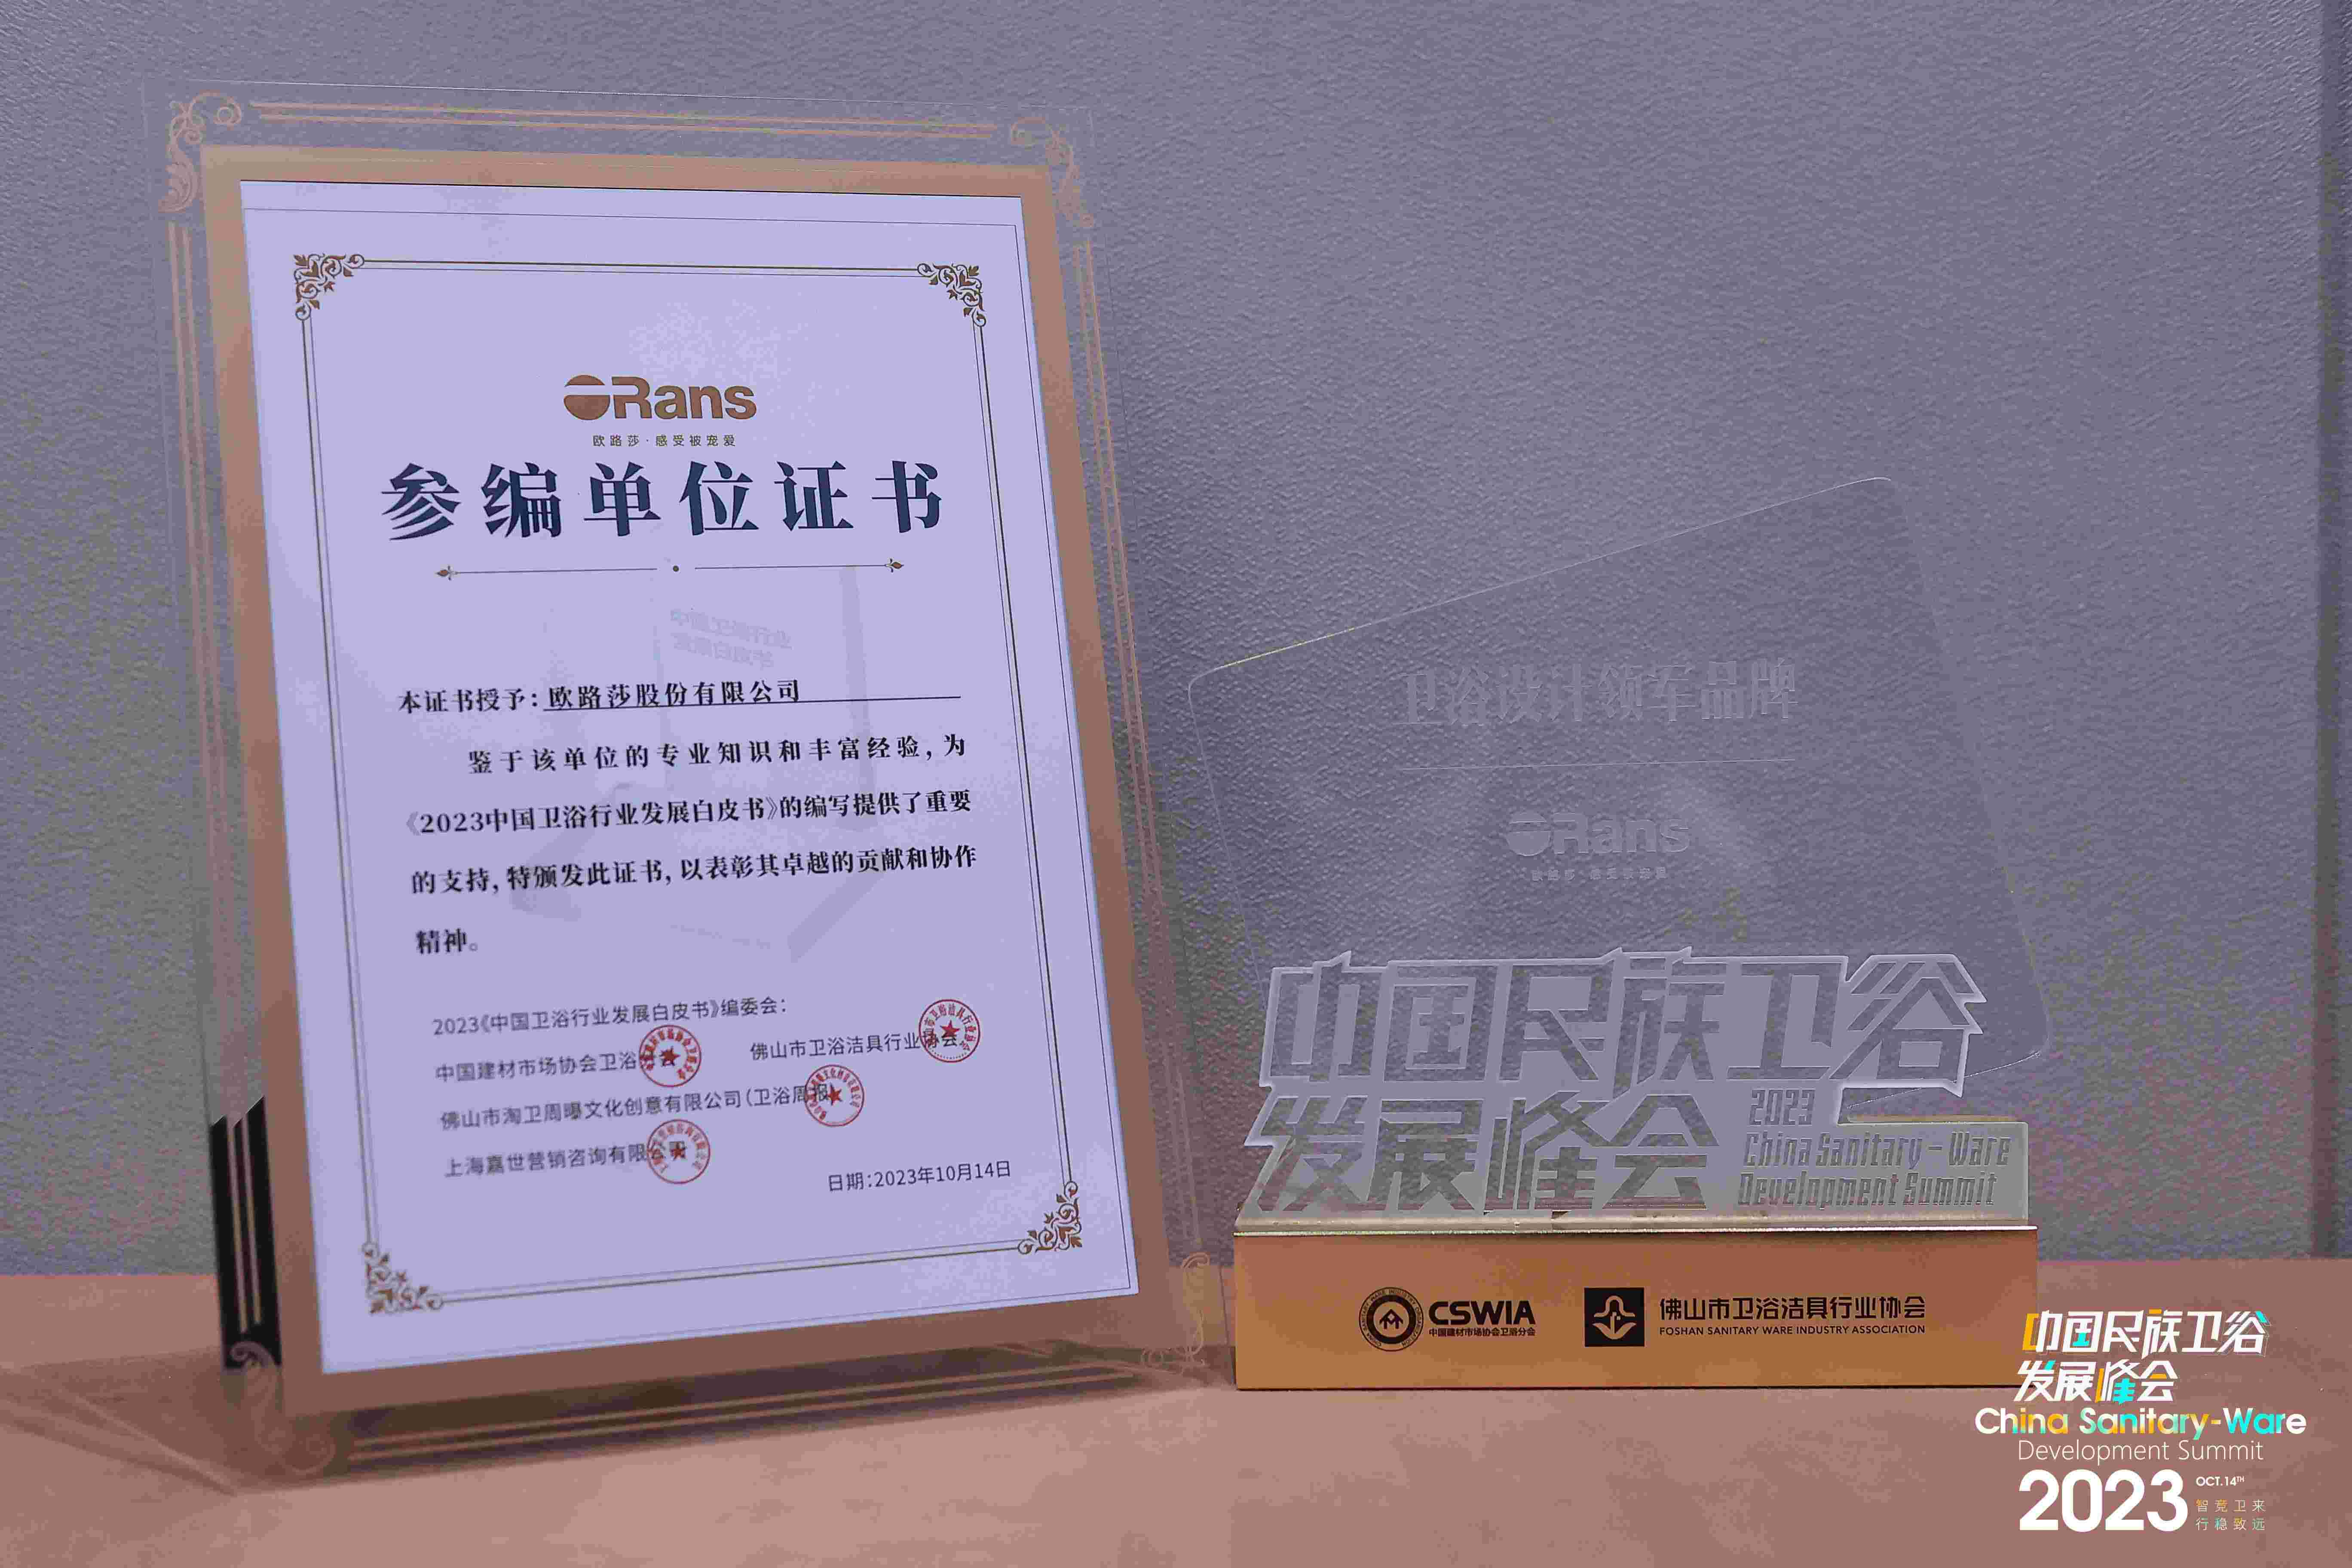 ORans
欧路莎·感受被宠爱
参编单位证书
本证书授予：欧路莎股份有限公司
鉴于该单位的专业知识和丰富经验，为
《2023中国卫浴行业发展白皮书》的编写提供了重要
的支持，特颁发此证书，以表彰其卓越的贡献和协作
精神。
2023《中国卫浴行业发展白皮书》编委会：
中国建材市场协会卫浴分会
佛山市卫浴洁具行业协会
佛山市淘卫周曝文化创意有限公司（卫浴周报）
上海嘉世营销咨询有限公司
日期：2023年10月14日
卫浴设计领军品牌
ORans
欧路莎·感受被宠爱
中国民族卫浴
发展峰会
2023
China Sanitary-Ware
Development Summit
CSWIA
中国建材市场协会卫浴分会
佛山市卫浴洁具行业协会
FOSHAN SANITARY WARE INDUSTRY ASSOCIATION
中国民族卫浴
发展峰会
China Sanitary-Ware
Development Summit
2023
OCT.14TH
智竞卫来
行稳致远